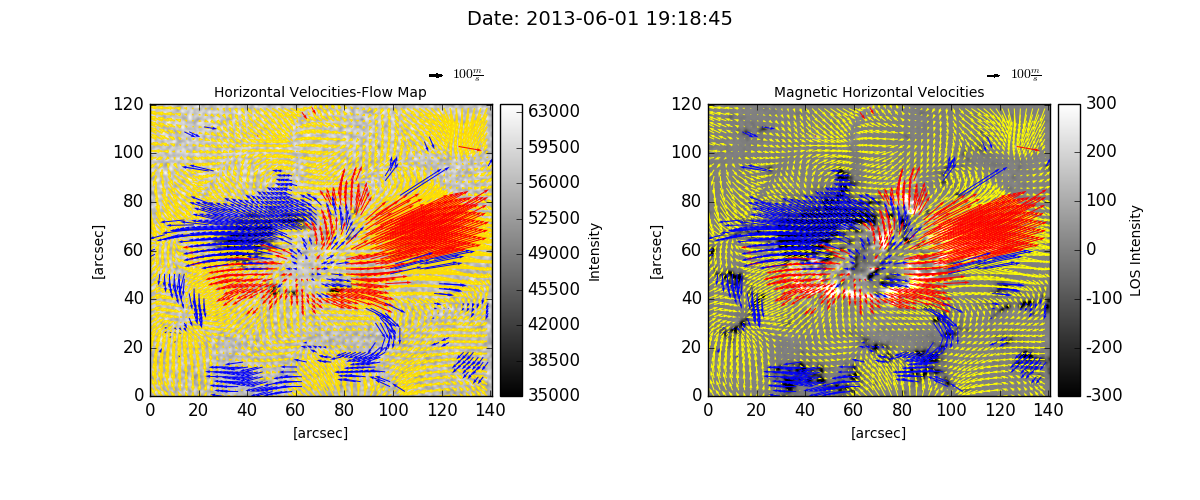 Date: 2013-06-01 19:18:45
100 m/s
100 m/s
Horizontal Velocities-Flow Map
Magnetic Horizontal Velocities
120
100
80
60
40
20
0
[arcsec]
0 20 40 60 80 100 120 140
[arcsec]
63000
59500
56000
52500
49000
45500
42000
38500
35000
Intensity
120
100
80
60
40
20
0
[arcsec]
0 20 40 60 80 100 120 140
[arcsec]
300
200
100
0
-100
-200
-300
LOS Intensity